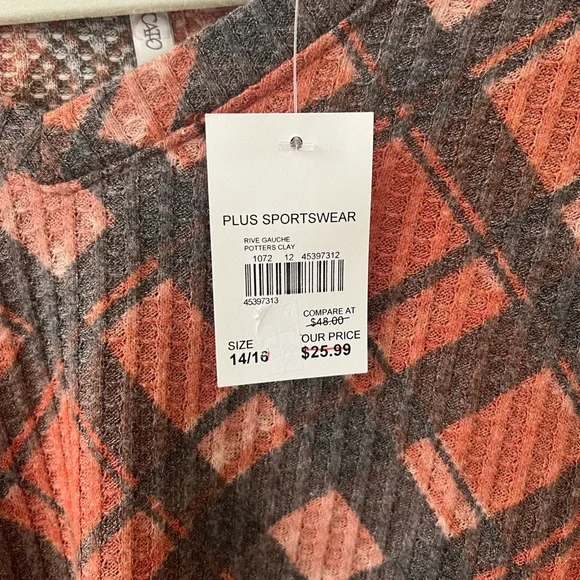 PLUS SPORTSWEAR
RIVE GAUCHE
POTTERS CLAY
1072 12 45397312
45397313
COMPARE AT
$48.00
SIZE OUR PRICE
14/16 $25.99